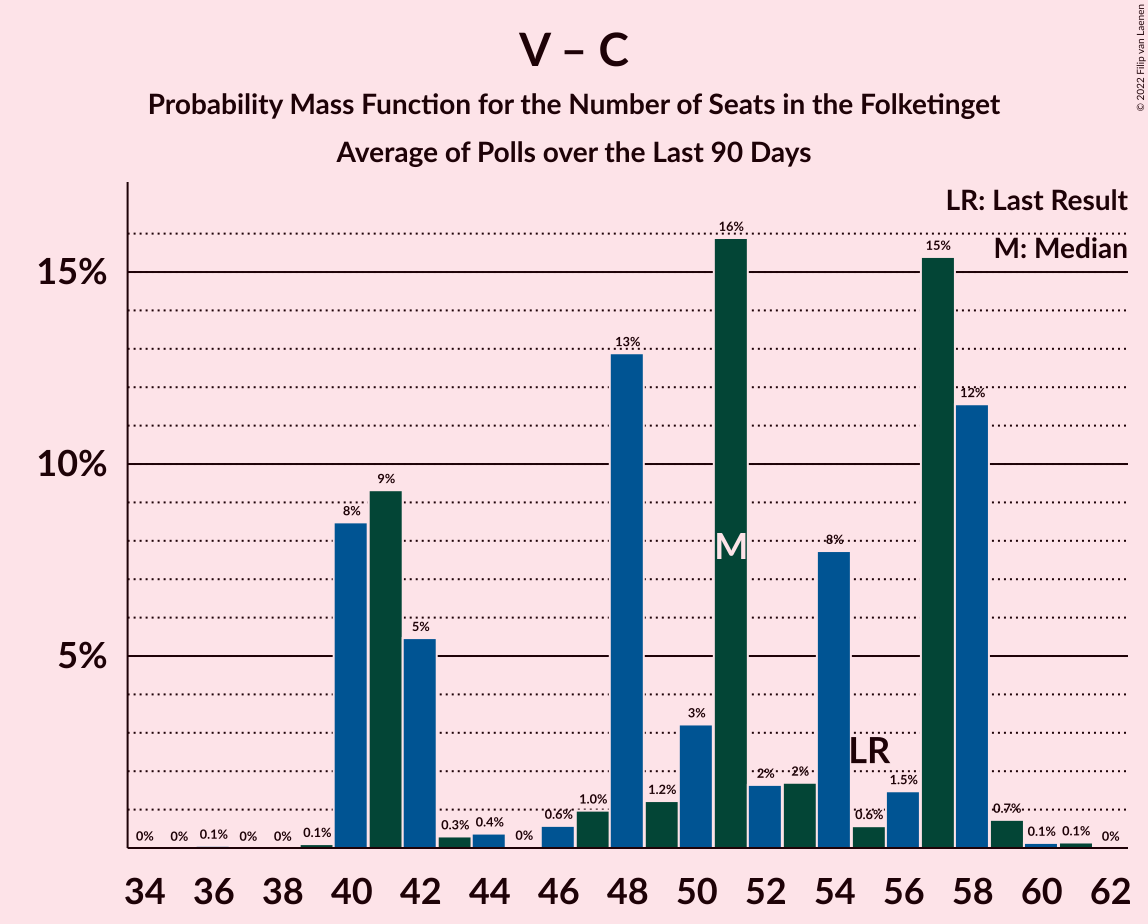 V – C
Probability Mass Function for the Number of Seats in the Folketinget
Average of Polls over the Last 90 Days
© 2022 Filip van Laenen
LR: Last Result
M: Median
15%
10%
5%
0% 0% 0.1% 0% 0% 0.1% 8% 9% 5% 0.3% 0.4% 0% 0.6% 1.0% 13% 1.2% 3% 16% 2% 2% 8% 0.6% 1.5% 15% 12% 0.7% 0.1% 0.1% 0%
M
LR
34 36 38 40 42 44 46 48 50 52 54 56 58 60 62